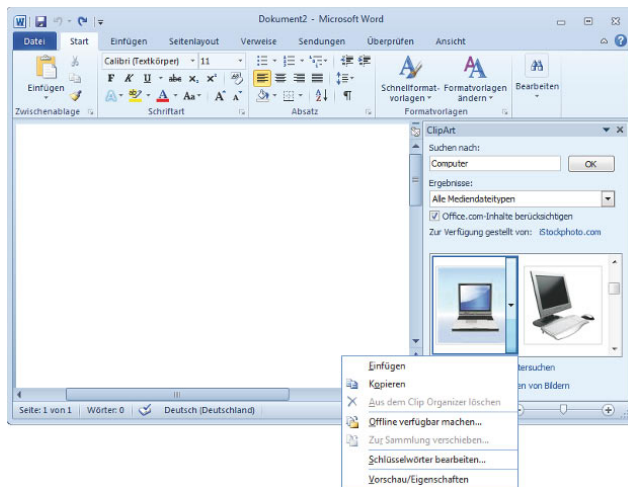 Dokument2 - Microsoft Word
Datei Start Einfügen Seitenlayout Verweise Sendungen Überprüfen Ansicht
Calibri (Textkörper) 11
F K U abe x₂ x²
A aby A Aa A A
Einfügen
Schnellformat-
vorlagen
Formatvorlagen
ändern
Bearbeiten
Zwischenablage Schriftart Absatz Formatvorlagen
ClipArt
Suchen nach:
Computer OK
Ergebnisse:
Alle Mediendateitypen
Office.com-Inhalte berücksichtigen
Zur Verfügung gestellt von: iStockphoto.com
Einfügen
Kopieren
Aus dem Clip Organizer löschen
Offline verfügbar machen...
Zur Sammlung verschieben...
Schlüsselwörter bearbeiten...
Vorschau/Eigenschaften
tersuchen
en von Bildern
Seite: 1 von 1 Wörter: 0 Deutsch (Deutschland)